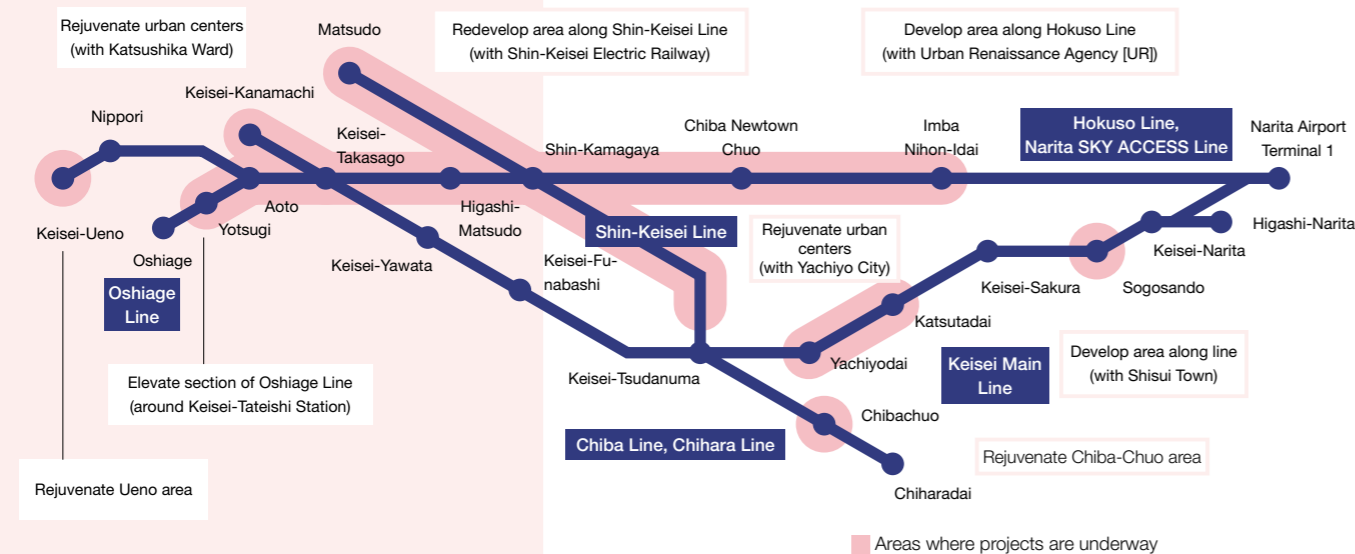 Rejuvenate urban centers
(with Katsushika Ward)
Matsudo
Redevelop area along Shin-Keisei Line
(with Shin-Keisei Electric Railway)
Develop area along Hokuso Line
(with Urban Renaissance Agency [UR])
Keisei-Kanamachi
Nippori
Keisei-
Takasago
Shin-Kamagaya
Chiba Newtown
Chuo
Imba
Nihon-Idai
Hokuso Line,
Narita SKY ACCESS Line
Narita Airport
Terminal 1
Keisei-Ueno
Oshiage
Yotsugi
Aoto
Higashi-
Matsudo
Keisei-Yawata
Keisei-Fu-
nabashi
Shin-Keisei Line
Rejuvenate urban
centers
(with Yachiyo City)
Higashi-Narita
Keisei-Narita
Sogosando
Keisei-Sakura
Oshiage
Line
Katsutadai
Yachiyodai
Keisei-Tsudanuma
Keisei Main
Line
Develop area along line
(with Shisui Town)
Elevate section of Oshiage Line
(around Keisei-Tateishi Station)
Chibachuo
Chiba Line, Chihara Line
Rejuvenate Chiba-Chuo area
Rejuvenate Ueno area
Chiharadai
Areas where projects are underway